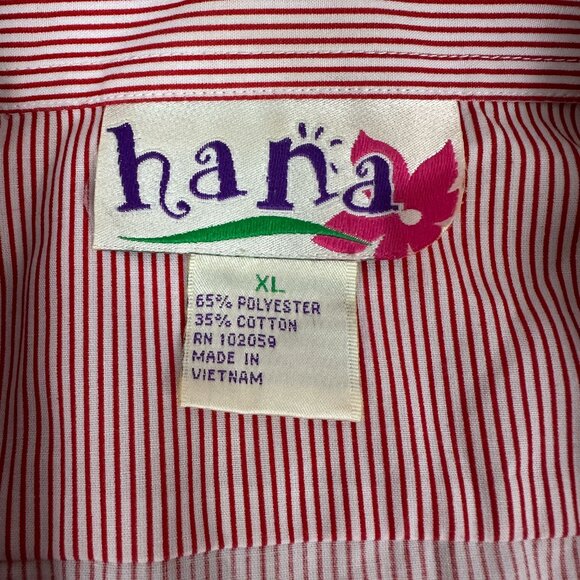 hana
XL
65% POLYESTER
35% COTTON
RN 102059
MADE IN
VIETNAM